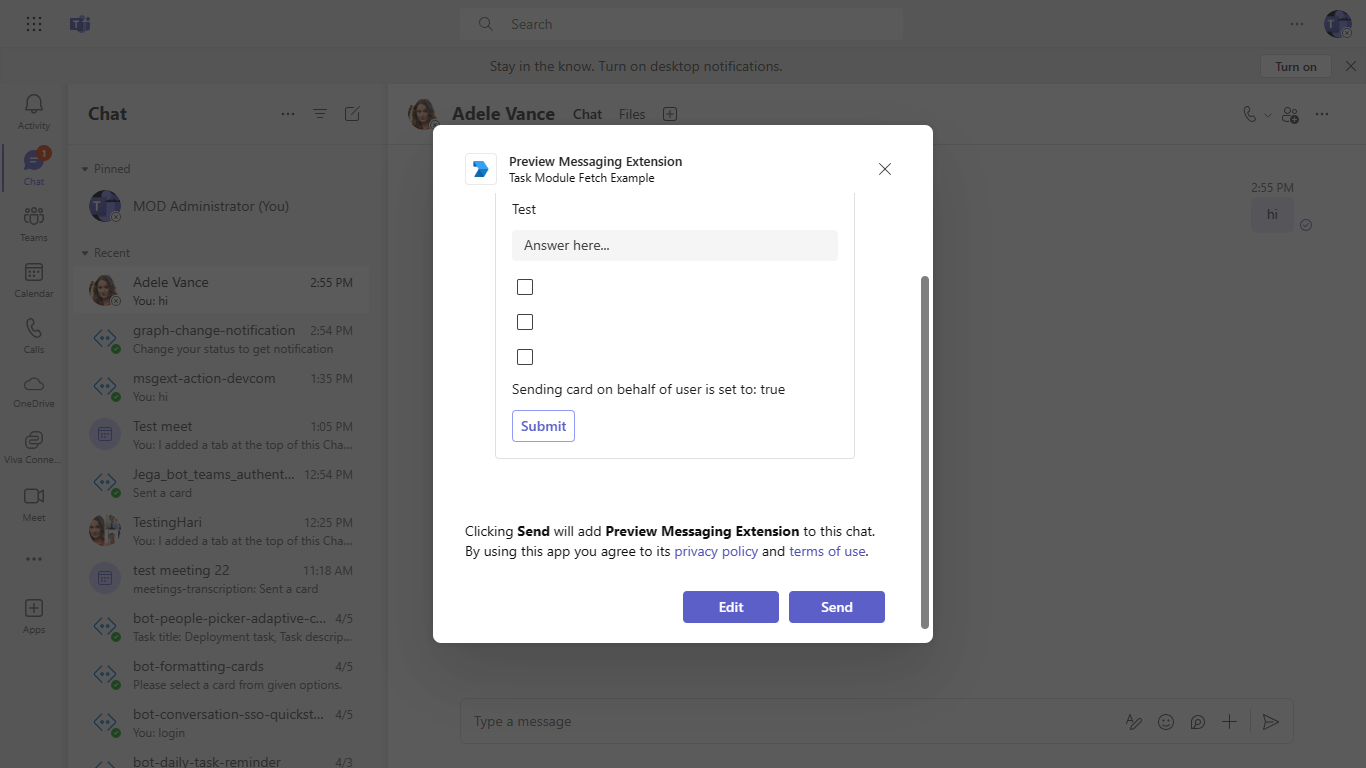 Search
Stay in the know. Turn on desktop notifications.
Turn on
Activity
1
Chat
Teams
Calendar
Calls
OneDrive
Viva Conne...
Meet
Apps
Chat
Pinned
MOD Administrator (You)
Recent
Adele Vance 2:55 PM
You: hi
graph-change-notification 2:54 PM
Change your status to get notification
msgext-action-devcom 1:35 PM
You: hi
Test meet 1:05 PM
You: I added a tab at the top of this Cha...
Jega_bot_teams_authent... 12:54 PM
Sent a card
TestingHari 12:25 PM
You: I added a tab at the top of this Cha...
test meeting 22 11:18 AM
meetings-transcription: Sent a card
bot-people-picker-adaptive-c... 4/5
Task title: Deployment task, Task descrip...
bot-formatting-cards 4/5
Please select a card from given options.
bot-conversation-sso-quickst... 4/5
You: login
bot-daily-task-reminder 4/3
Adele Vance Chat Files
2:55 PM
hi
Preview Messaging Extension
Task Module Fetch Example
Test
Answer here...
Sending card on behalf of user is set to: true
Submit
Clicking Send will add Preview Messaging Extension to this chat.
By using this app you agree to its privacy policy and terms of use.
Edit Send
Type a message